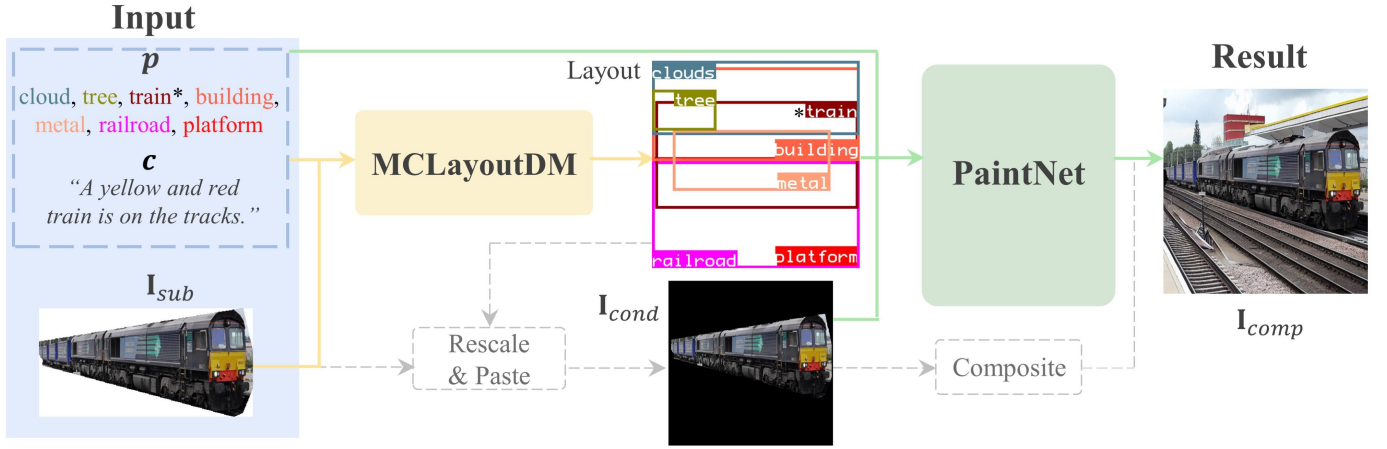 Input
p
cloud, tree, train*, building,
metal, railroad, platform
c
“A yellow and red
train is on the tracks.”
I_sub
MCLayoutDM
Layout
clouds
tree
*train
building
metal
railroad
platform
Rescale
& Paste
I_cond
PaintNet
Composite
Result
I_comp